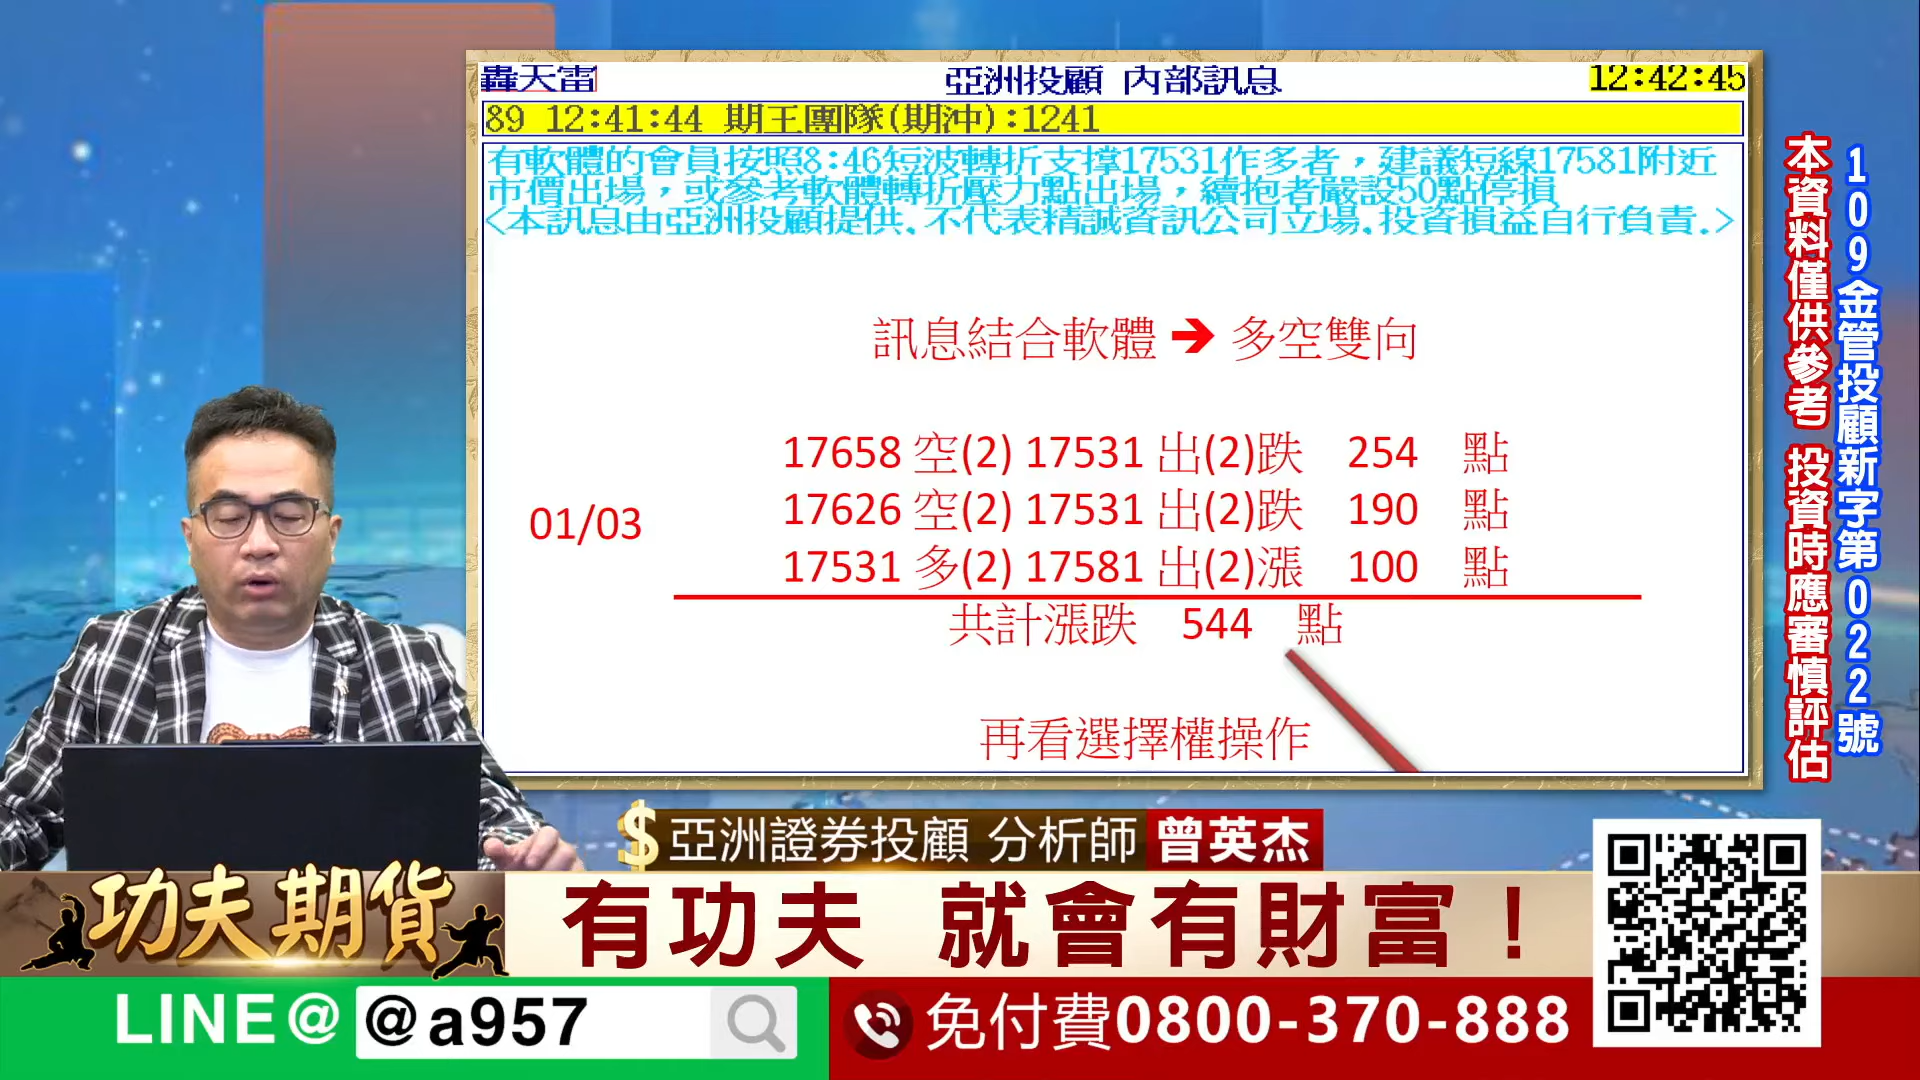 轟天雷 亞洲投顧 內部訊息 12:42:45
89 12:41:44 期王團隊(期沖):1241
有軟體的會員按照8:46短波轉折支撐17531作多者，建議短線17581附近
市價出場，或參考軟體轉折壓力點出場，續抱者嚴設50點停損
<本訊息由亞洲投顧提供.不代表精誠資訊公司立場.投資損益自行負責.>
訊息結合軟體 ➔ 多空雙向
01/03
17658 空(2) 17531 出(2)跌 254 點
17626 空(2) 17531 出(2)跌 190 點
17531 多(2) 17581 出(2)漲 100 點
共計漲跌 544 點
再看選擇權操作
109金管投顧新字第022號
本資料僅供參考 投資時應審慎評估
$ 亞洲證券投顧 分析師 曾英杰
功夫期貨
有功夫 就會有財富！
LINE@ @a957
免付費0800-370-888